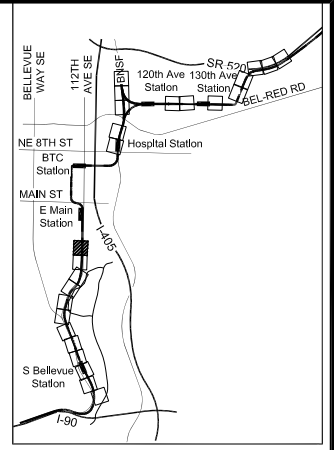 SR 520
BELLEVUE
WAY SE
112TH
AVE SE
BNSF
120th Ave
Station
130th Ave
Station
BEL-RED RD
NE 8TH ST
Hospital Station
BTC
Station
MAIN ST
E Main
Station
I-405
S Bellevue
Station
I-90